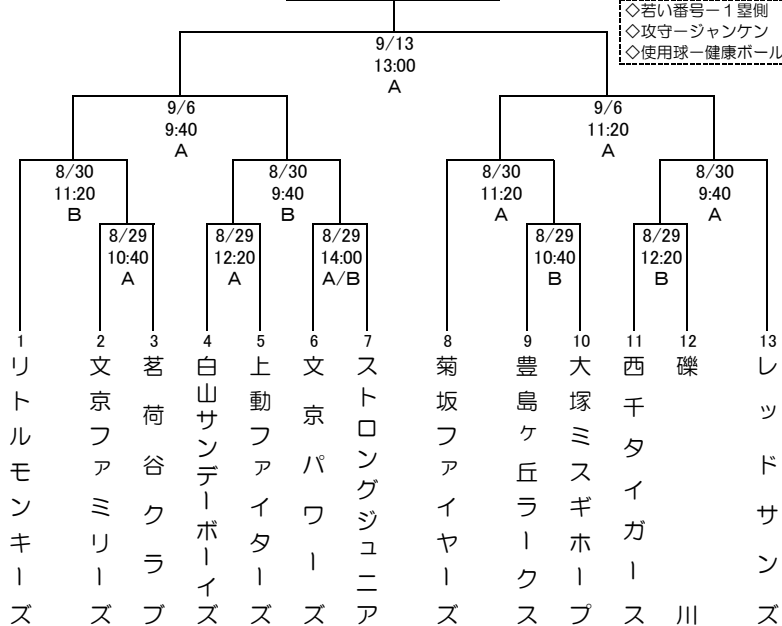 ◇若い番号ー１塁側
◇攻守ージャンケン
◇使用球ー健康ボール
9/13
13:00
A
9/6
9:40
A
9/6
11:20
A
8/30
11:20
B
8/30
9:40
B
8/30
11:20
A
8/30
9:40
A
8/29
10:40
A
8/29
12:20
A
8/29
14:00
A/B
8/29
10:40
B
8/29
12:20
B
1
リトルモンキーズ
2
文京ファミリーズ
3
茗荷谷クラブ
4
白山サンデーボーイズ
5
上動ファイターズ
6
文京パワーズ
7
ストロングジュニア
8
菊坂ファイヤーズ
9
豊島ヶ丘ラークス
10
大塚ミスギホープ
11
西千タイガース
12
礫川
13
レッドサンズ